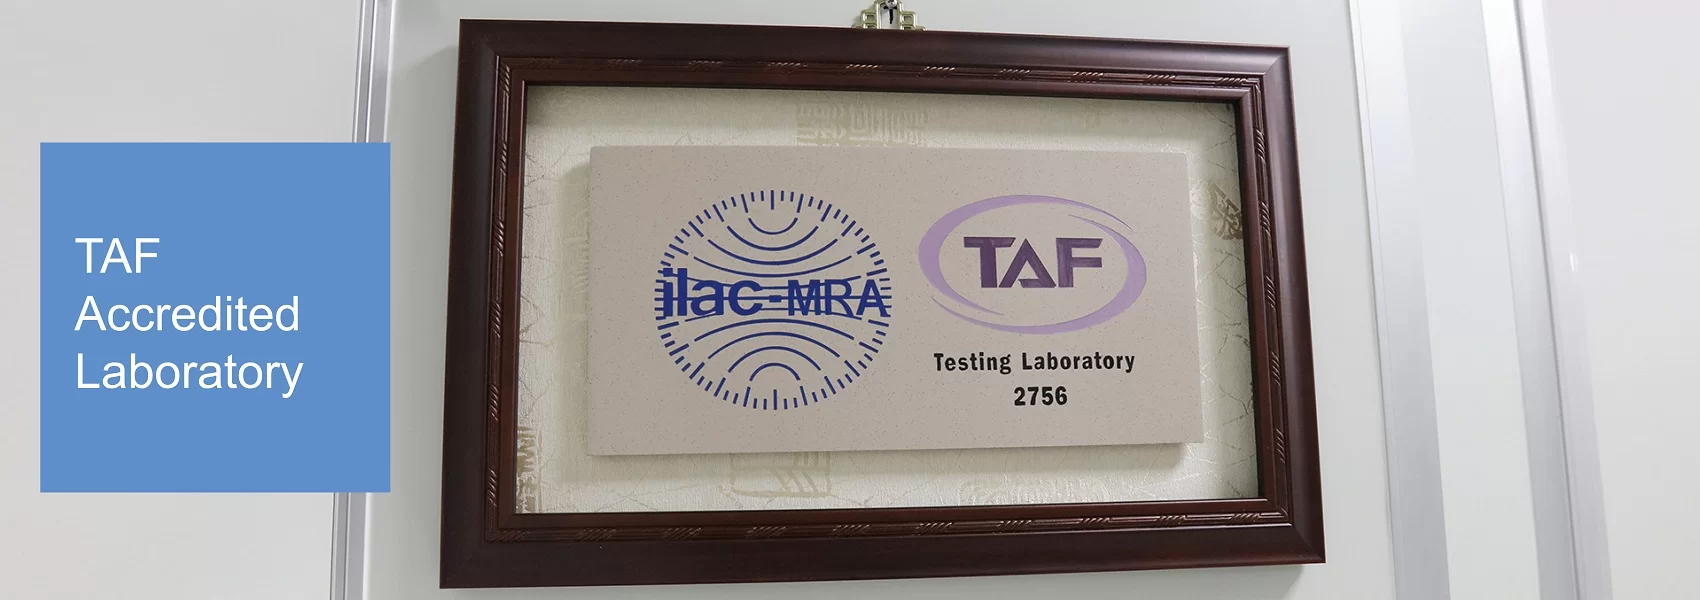 TAF
Accredited
Laboratory
ilac-MRA
TAF
Testing Laboratory
2756